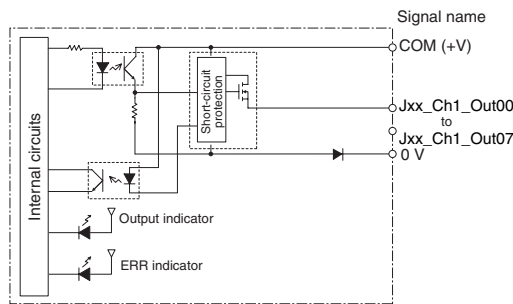 Signal name
COM (+V)
Jxx_Ch1_Out00
to
Jxx_Ch1_Out07
0 V
Internal circuits
Short-circuit
protection
Output indicator
ERR indicator